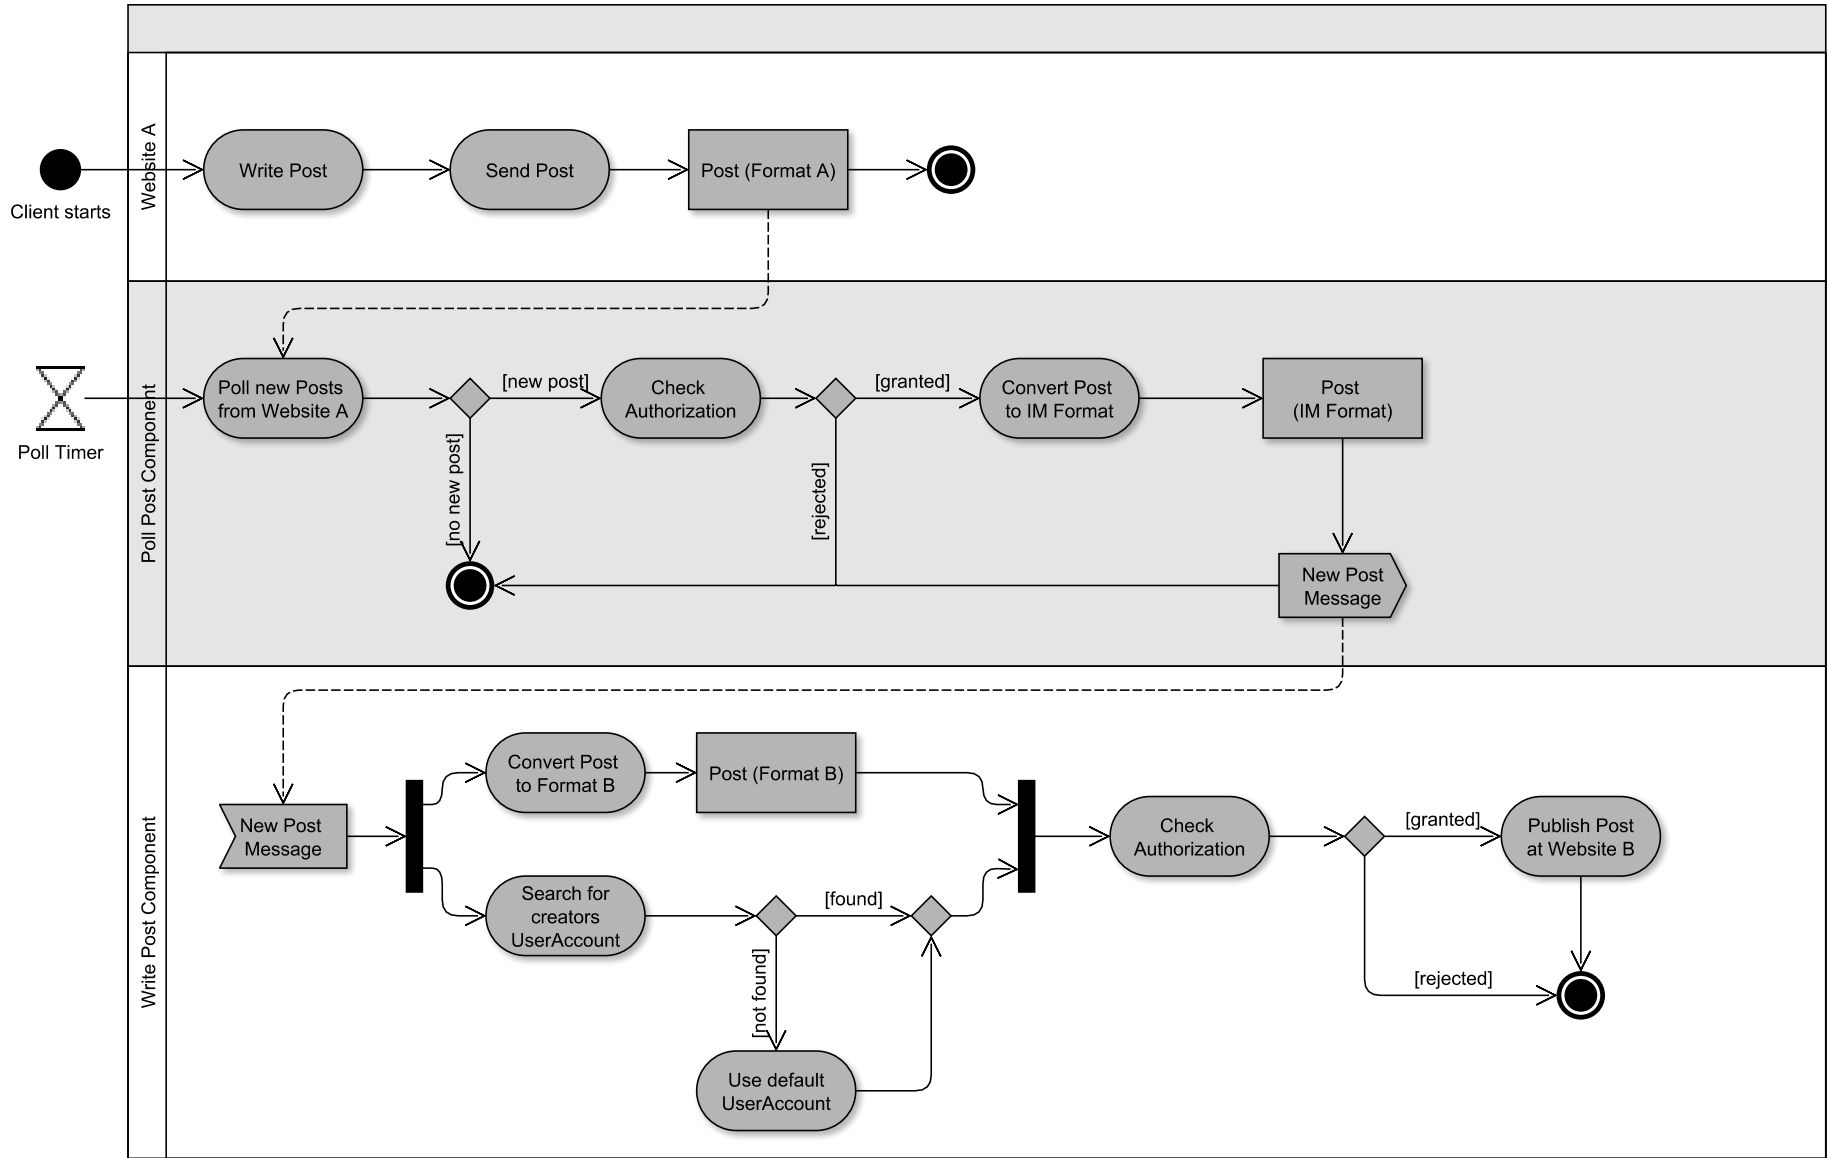 Website A
Write Post
Send Post
Post (Format A)
Client starts
Poll Post Component
Poll new Posts
from Website A
[new post]
Check
Authorization
[granted]
Convert Post
to IM Format
Post
(IM Format)
Poll Timer
[no new post]
[rejected]
New Post
Message
Write Post Component
Convert Post
to Format B
Post (Format B)
New Post
Message
Check
Authorization
[granted]
Publish Post
at Website B
Search for
creators
UserAccount
[found]
[not found]
[rejected]
Use default
UserAccount